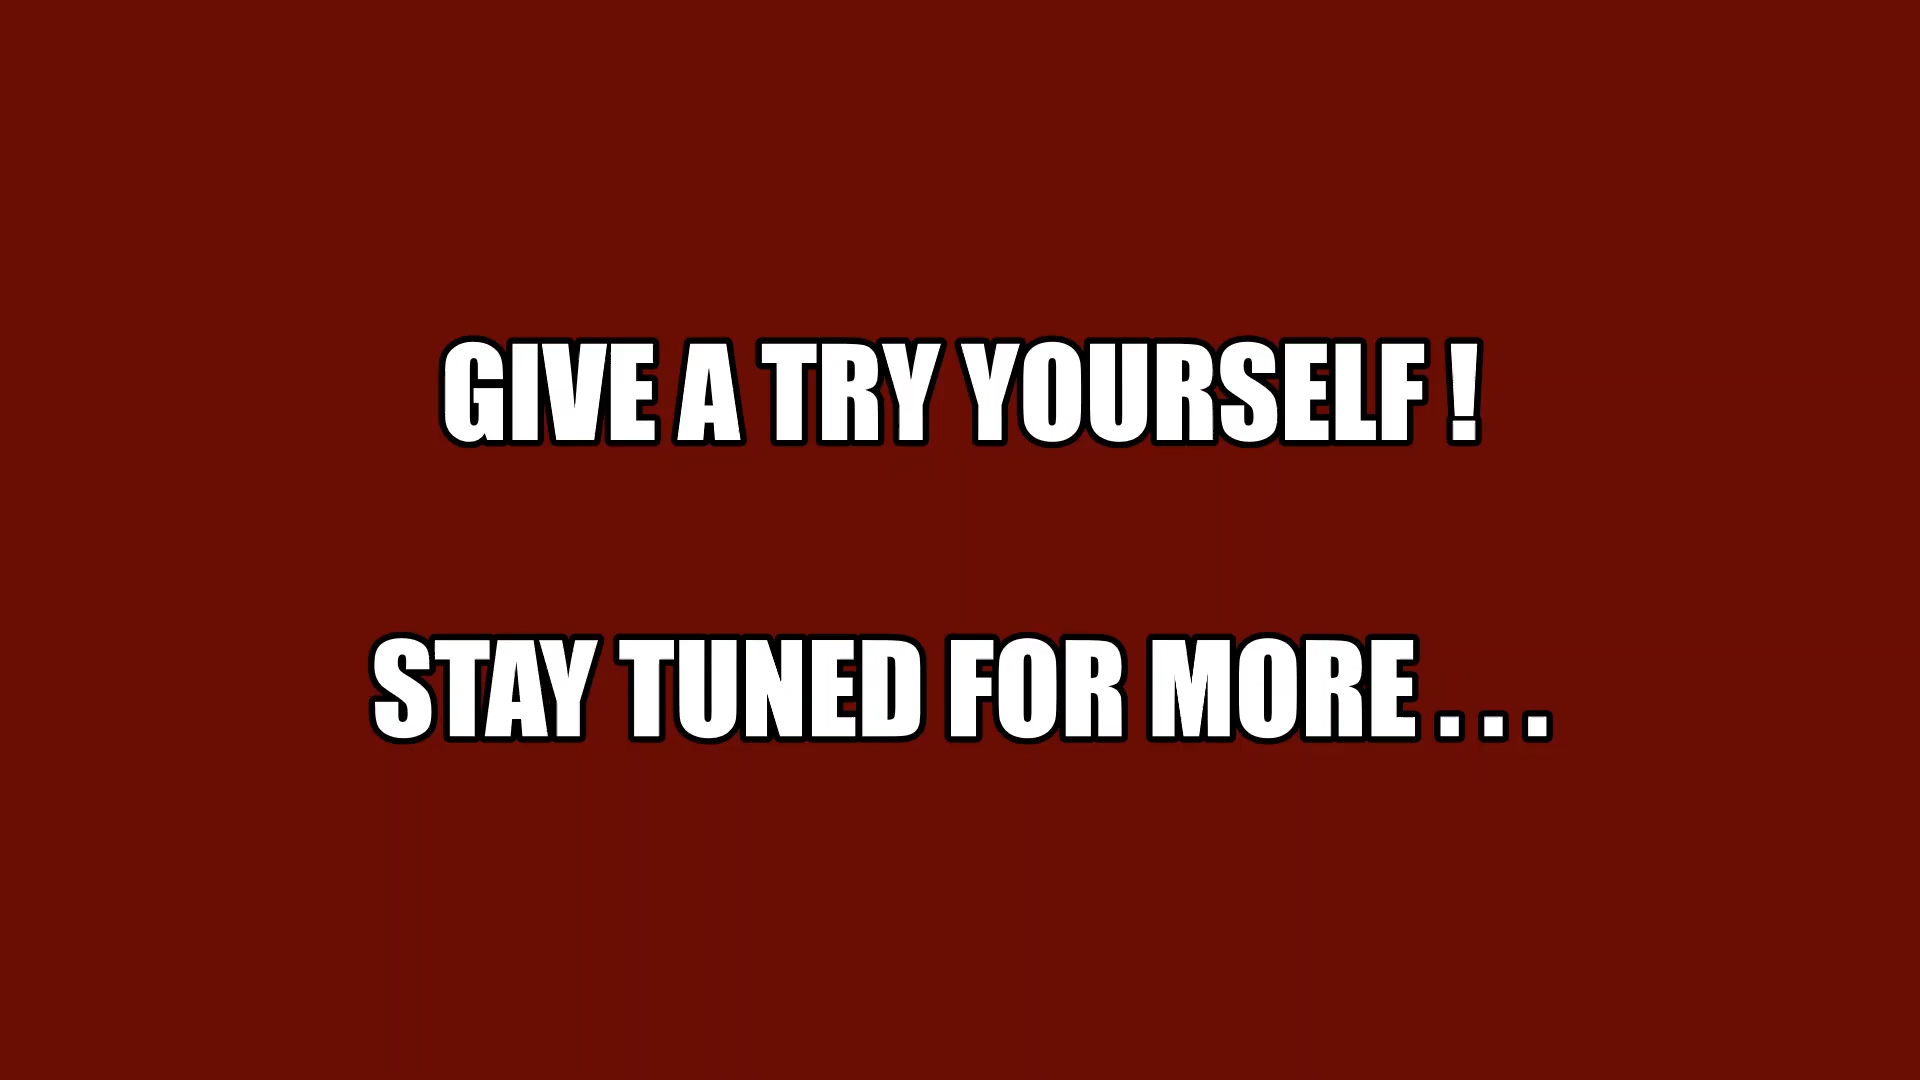 GIVE A TRY YOURSELF !
STAY TUNED FOR MORE . . .